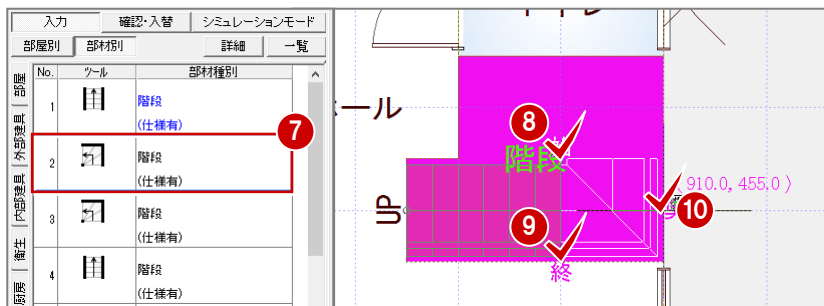 入力 確認・入替 シミュレーションモード
部屋別 部材別 詳細 一覧
No. ツール 部材種別
部屋
外部建具
内部建具
衛生
厨房
1 階段
(仕様有)
7
2 階段
(仕様有)
3 階段
(仕様有)
4 階段
(仕様有)
トイレ
ホール
8
階段
UP
9
終
10
( 910.0, 455.0 )